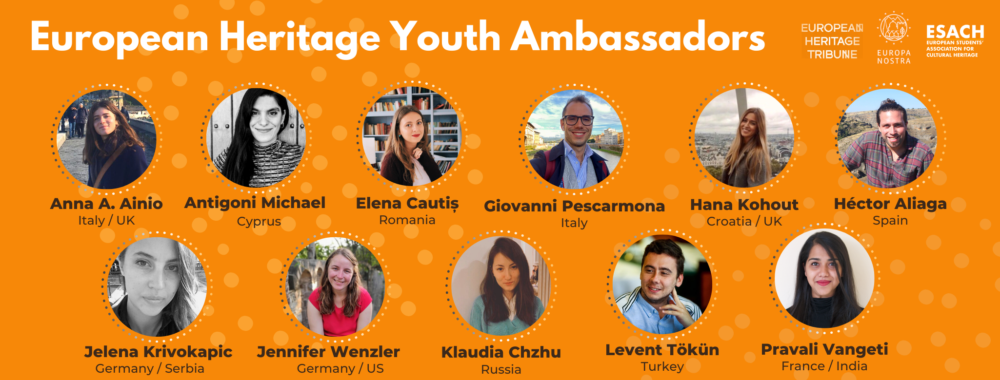 European Heritage Youth Ambassadors
EUROPEAN
HERITAGE
TRIBUNE
EUROPA
NOSTRA
ESACH
EUROPEAN STUDENTS'
ASSOCIATION FOR
CULTURAL HERITAGE
Anna A. Ainio
Italy / UK
Antigoni Michael
Cyprus
Elena Cautiș
Romania
Giovanni Pescarmona
Italy
Hana Kohout
Croatia / UK
Héctor Aliaga
Spain
Jelena Krivokapic
Germany / Serbia
Jennifer Wenzler
Germany / US
Klaudia Chzhu
Russia
Levent Tökün
Turkey
Pravali Vangeti
France / India